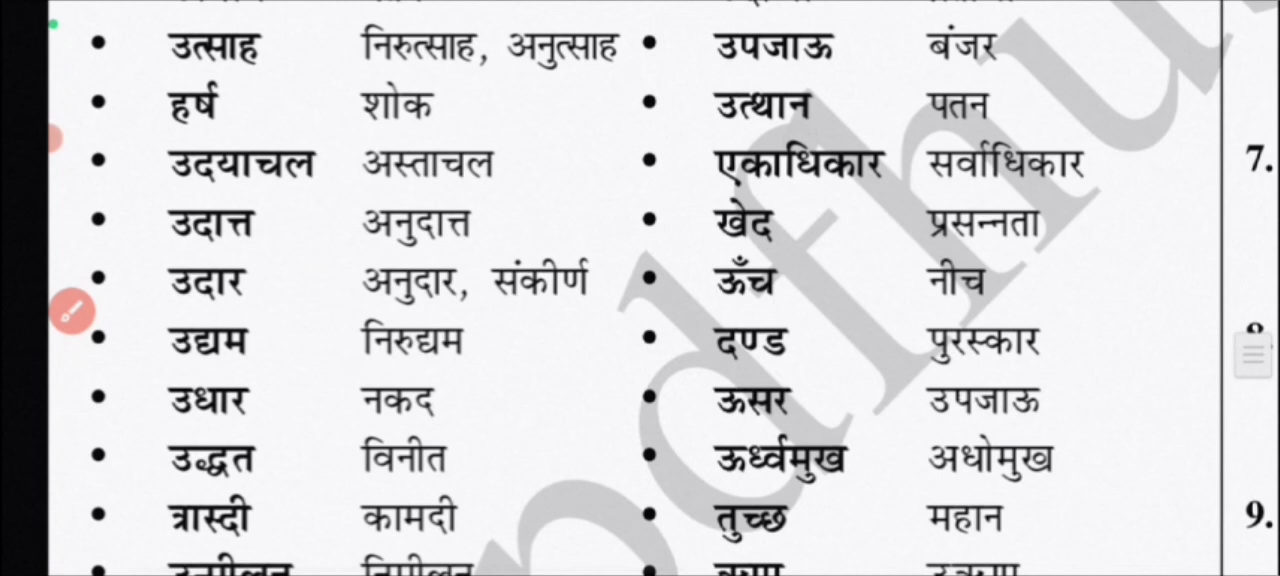 उत्साह निरुत्साह, अनुत्साह उपजाऊ बंजर
हर्ष शोक उत्थान पतन
उदयाचल अस्ताचल एकाधिकार सर्वाधिकार 7.
उदात्त अनुदात्त खेद प्रसन्नता
उदार अनुदार, संकीर्ण ऊँच नीच
उद्यम निरुद्यम दण्ड पुरस्कार
उधार नकद ऊसर उपजाऊ
उद्धत विनीत ऊर्ध्वमुख अधोमुख
त्रास्दी कामदी तुच्छ महान 9.
pdfhu